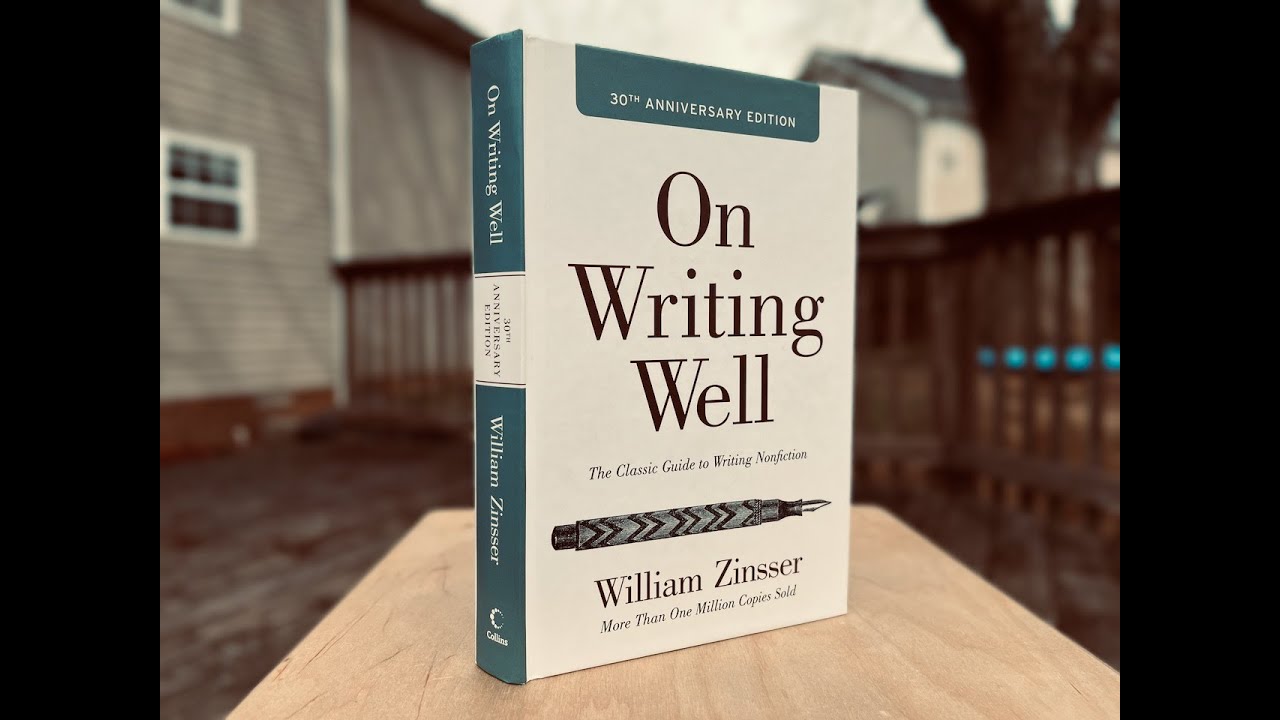 On Writing Well
30TH
ANNIVERSARY
EDITION
William Zinsser
Collins
30TH ANNIVERSARY EDITION
On
Writing
Well
The Classic Guide to Writing Nonfiction
William Zinsser
More Than One Million Copies Sold